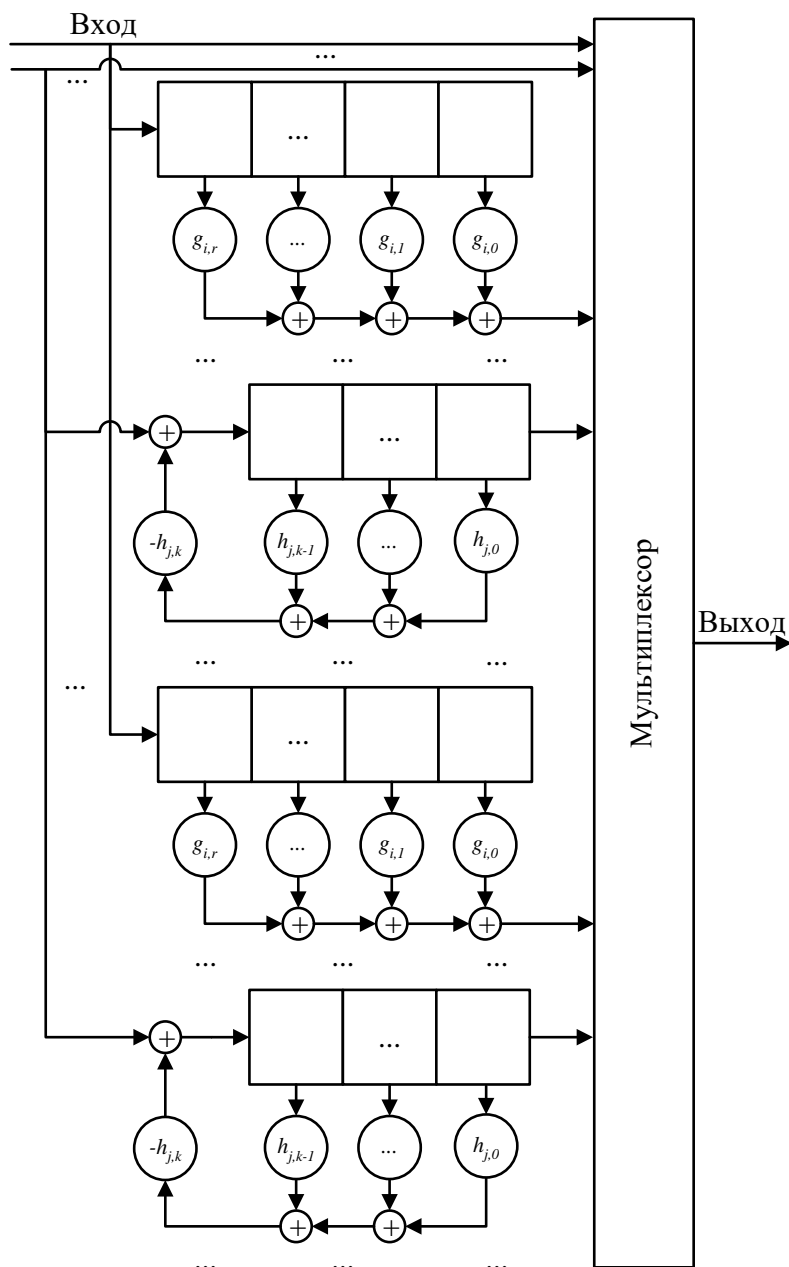 Вход
...
...
...
g_{i,r} ... g_{i,1} g_{i,0}
+ + +
... ... ...
+ ...
-h_{j,k} h_{j,k-1} ... h_{j,0}
+ +
Мультиплексор
Выход
... ... ...
...
...
g_{i,r} ... g_{i,1} g_{i,0}
+ + +
... ... ...
+ ...
-h_{j,k} h_{j,k-1} ... h_{j,0}
+ +
... ... ...